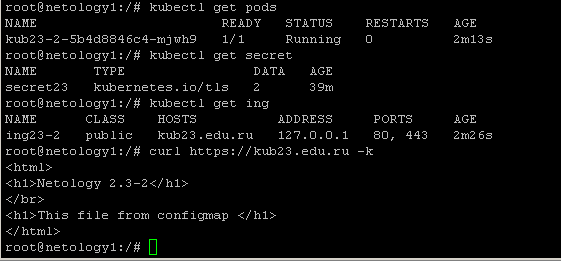 root@netology1:/# kubectl get pods
NAME READY STATUS RESTARTS AGE
kub23-2-5b4d8846c4-mjwh9 1/1 Running 0 2m13s
root@netology1:/# kubectl get secret
NAME TYPE DATA AGE
secret23 kubernetes.io/tls 2 39m
root@netology1:/# kubectl get ing
NAME CLASS HOSTS ADDRESS PORTS AGE
ing23-2 public kub23.edu.ru 127.0.0.1 80, 443 2m26s
root@netology1:/# curl https://kub23.edu.ru -k
<html>
<h1>Netology 2.3-2</h1>
</br>
<h1>This file from configmap </h1>
</html>
root@netology1:/#